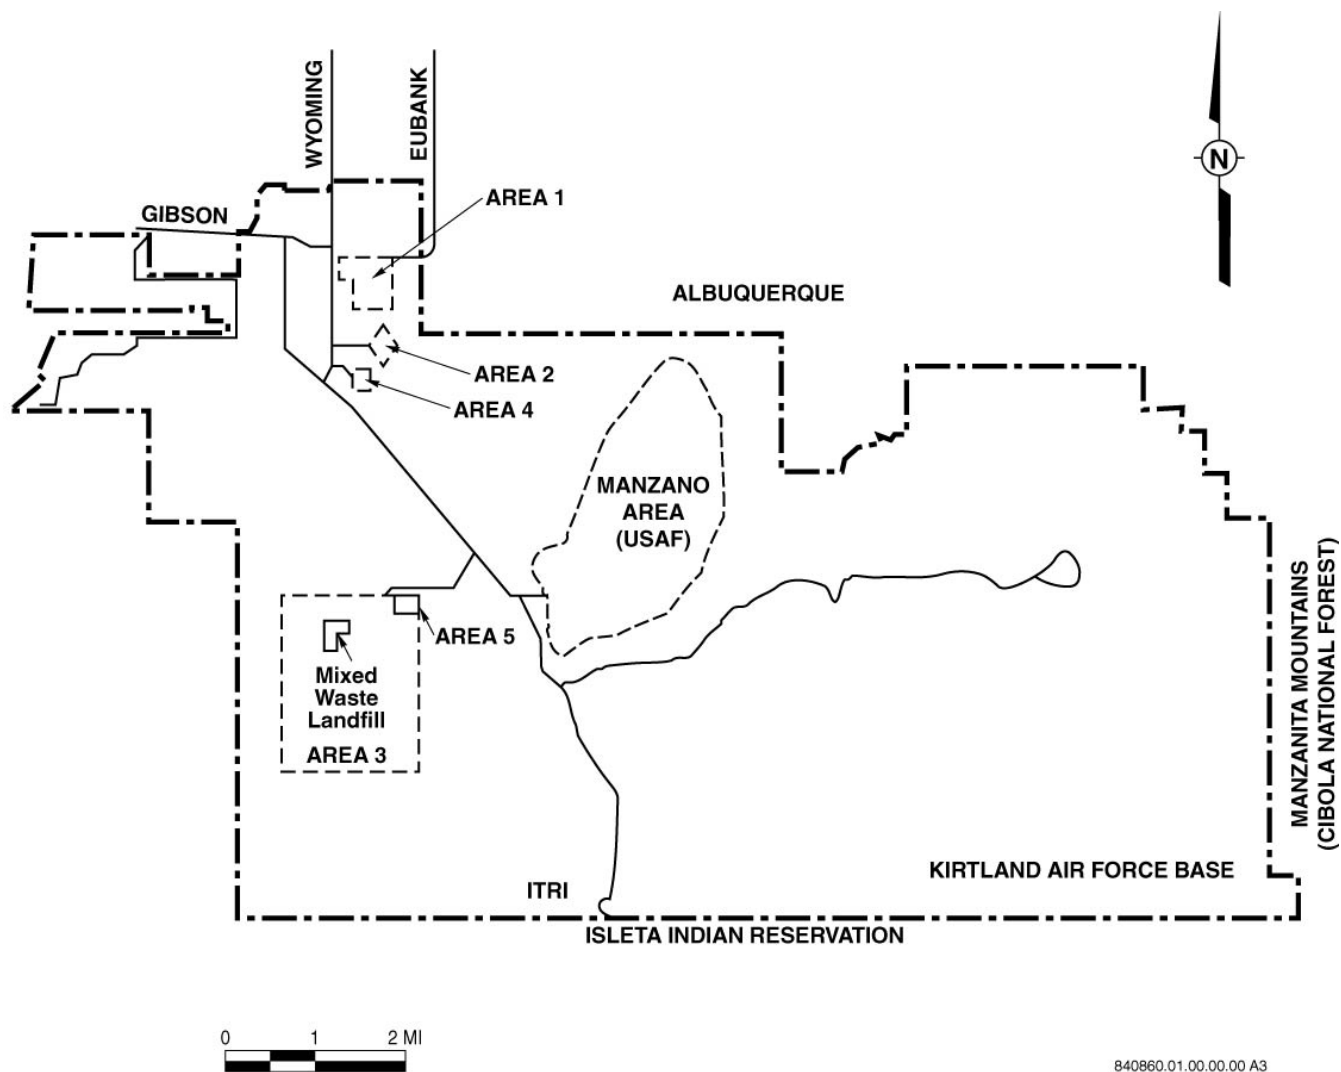 WYOMING
EUBANK
N
AREA 1
GIBSON
ALBUQUERQUE
AREA 2
AREA 4
MANZANO
AREA
(USAF)
MANZANITA MOUNTAINS
(CIBOLA NATIONAL FOREST)
AREA 5
Mixed
Waste
Landfill
AREA 3
KIRTLAND AIR FORCE BASE
ITRI
ISLETA INDIAN RESERVATION
0 1 2 MI
840860.01.00.00.00 A3